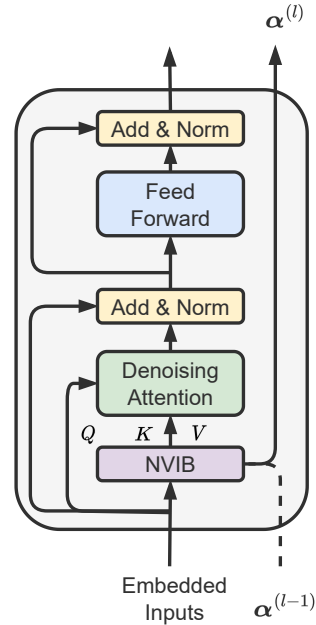 α^(l)
Add & Norm
Feed
Forward
Add & Norm
Denoising
Attention
Q K V
NVIB
Embedded
Inputs
α^(l−1)